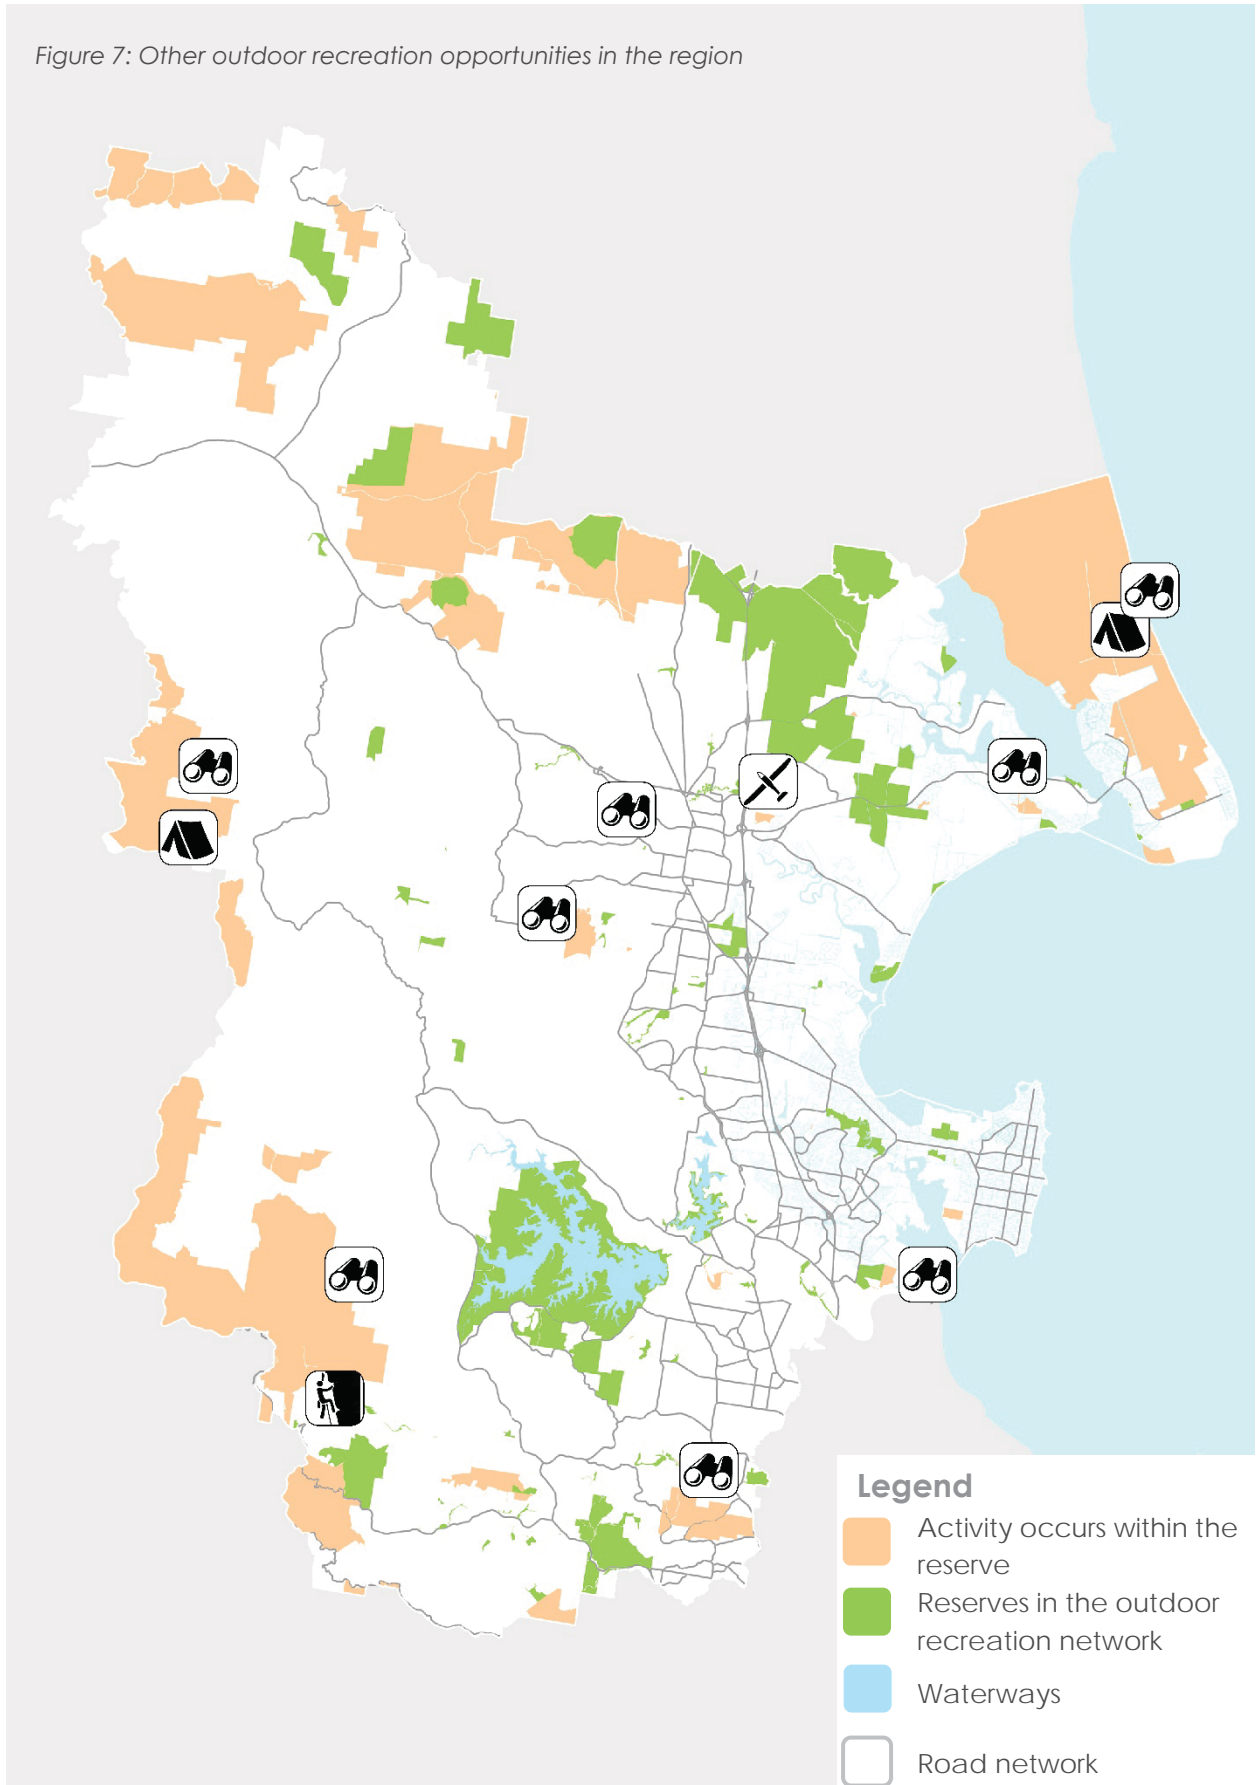 Figure 7: Other outdoor recreation opportunities in the region
Legend
Activity occurs within the
reserve
Reserves in the outdoor
recreation network
Waterways
Road network